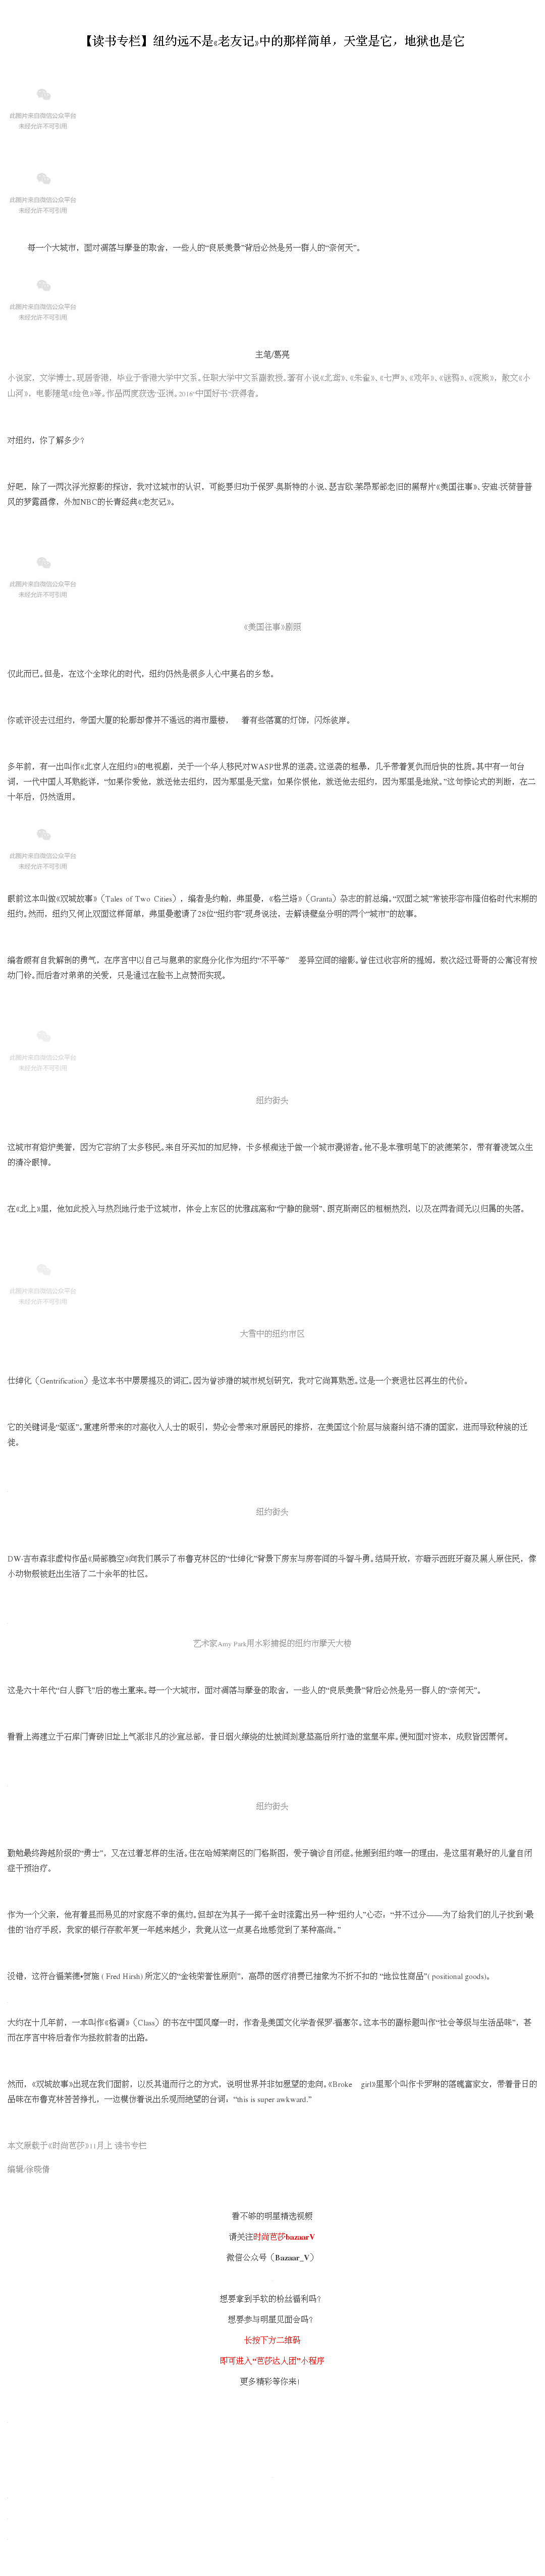 【读书专栏】纽约远不是《老友记》中的那样简单，天堂是它，地狱也是它
此图片来自微信公众平台
未经允许不可引用
此图片来自微信公众平台
未经允许不可引用
每一个大城市，面对凋落与摩登的取舍，一些人的“良辰美景”背后必然是另一群人的“奈何天”。
此图片来自微信公众平台
未经允许不可引用
主笔/葛亮
小说家，文学博士。现居香港，毕业于香港大学中文系。任职大学中文系副教授。著有小说《北鸢》、《朱雀》、《七声》、《戏年》、《谜鸦》、《浣熊》，散文《小
山河》，电影随笔《绘色》等。作品两度获选“亚洲。2016“中国好书”获得者。
对纽约，你了解多少？
好吧，除了一两次浮光掠影的探访，我对这城市的认识，可能要归功于保罗·奥斯特的小说、瑟吉欧·莱昂那部老旧的黑帮片《美国往事》、安迪·沃荷普普
风的梦露摄像，外加NBC的长青经典《老友记》。
此图片来自微信公众平台
未经允许不可引用
《美国往事》剧照
仅此而已。但是，在这个全球化的时代，纽约仍然是很多人心中莫名的乡愁。
你或许没去过纽约，帝国大厦的轮廓却像并不遥远的海市蜃楼， 着有些落寞的灯饰，闪烁彼岸。
多年前，有一出叫作《北京人在纽约》的电视剧，关于一个华人移民对WASP世界的逆袭。这逆袭的粗暴，几乎带着复仇而后快的性质。其中有一句台
词，一代中国人耳熟能详，“如果你爱他，就送他去纽约，因为那里是天堂；如果你恨他，就送他去纽约，因为那里是地狱。”这句悖论式的判断，在二
十年后，仍然适用。
此图片来自微信公众平台
未经允许不可引用
眼前这本叫做《双城故事》（Tales of Two Cities），编者是约翰，弗里曼，《格兰塔》（Granta）杂志的前总编。“双面之城”常被形容布隆伯格时代末期的
纽约。然而，纽约又何止双面这样简单，弗里曼邀请了28位“纽约客”现身说法，去解读壁垒分明的两个“城市”的故事。
编者颇有自我解剖的勇气，在序言中以自己与胞弟的家庭分化作为纽约“不平等” 差异空间的缩影。曾住过收容所的提姆，数次经过哥哥的公寓没有按
动门铃。而后者对弟弟的关爱，只是通过在脸书上点赞而实现。
此图片来自微信公众平台
未经允许不可引用
纽约街头
这城市有熔炉美誉，因为它容纳了太多移民。来自牙买加的加尼特，卡多根痴迷于做一个城市漫游者。他不是本雅明笔下的波德莱尔，带有着凌驾众生
的清冷眼神。
在《北上》里，他如此投入与热烈地行走于这城市，体会上东区的优雅疏离和“宁静的脆弱”、朗克斯南区的粗粝热烈，以及在两者间无以归属的失落。
此图片来自微信公众平台
未经允许不可引用
大雪中的纽约市区
仕绅化（Gentrification）是这本书中屡屡提及的词汇。因为曾涉猎的城市规划研究，我对它尚算熟悉。这是一个衰退社区再生的代价。
它的关键词是“驱逐”。重建所带来的对高收入人士的吸引，势必会带来对原居民的排挤，在美国这个阶层与族裔纠结不清的国家，进而导致种族的迁
徙。
纽约街头
DW·吉布森非虚构作品《局部腾空》向我们展示了布鲁克林区的“仕绅化”背景下房东与房客间的斗智斗勇。结局开放，亦暗示西班牙裔及黑人原住民，像
小动物般被赶出生活了二十余年的社区。
艺术家Amy Park用水彩捕捉的纽约市摩天大楼
这是六十年代“白人群飞”后的卷土重来。每一个大城市，面对凋落与摩登的取舍，一些人的“良辰美景”背后必然是另一群人的“奈何天”。
看看上海建立于石库门青砖旧址上气派非凡的沙宣总部，昔日烟火缭绕的灶披间刻意垫高后所打造的堂皇车库。便知面对资本，成败皆因萧何。
纽约街头
勤勉最终跨越阶级的“勇士”，又在过着怎样的生活。住在哈姆莱南区的门格斯图，爱子确诊自闭症。他搬到纽约唯一的理由，是这里有最好的儿童自闭
症干预治疗。
作为一个父亲，他有着显而易见的对家庭不幸的焦灼。但却在为其子一掷千金时流露出另一种“纽约人”心态：“并不过分——为了给我们的儿子找到‘最
佳的’治疗手段，我家的银行存款年复一年越来越少，我竟从这一点莫名地感觉到了某种高尚。”
没错，这符合福莱德•贺施 ( Fred Hirsh) 所定义的“金钱荣誉性原则”，高昂的医疗消费已抽象为不折不扣的 “地位性商品”( positional goods)。
大约在十几年前，一本叫作《格调》（Class）的书在中国风靡一时，作者是美国文化学者保罗·福塞尔。这本书的副标题叫作“社会等级与生活品味”，甚
而在序言中将后者作为拯救前者的出路。
然而，《双城故事》出现在我们面前，以反其道而行之的方式，说明世界并非如愿望的走向。《Broke girl》里那个叫作卡罗琳的落魄富家女，带着昔日的
品味在布鲁克林苦苦挣扎，一边模仿着说出乐观而绝望的台词：“this is super awkward.”
本文原载于《时尚芭莎》11月上 读书专栏
编辑/徐晓倩
看不够的明星精选视频
请关注时尚芭莎bazaarV
微信公众号（Bazaar_V）
想要拿到手软的粉丝福利吗？
想要参与明星见面会吗？
长按下方二维码
即可进入“芭莎达人团”小程序
更多精彩等你来！